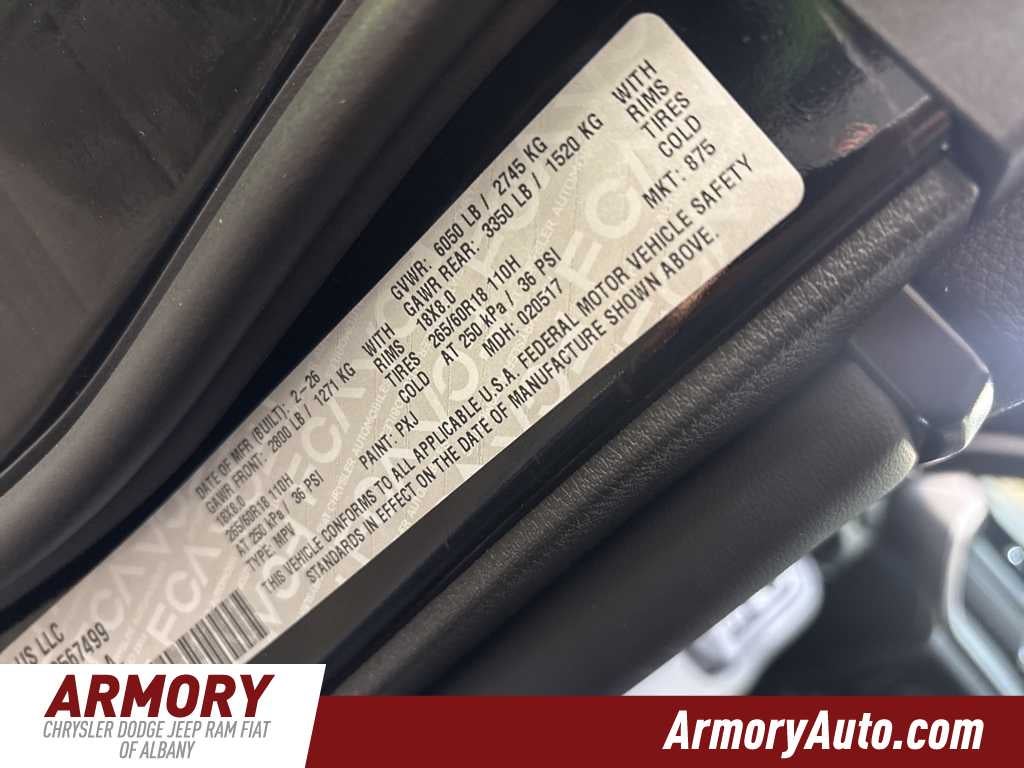 US LLC
567499
DATE OF MFR (BUILT): 2-26 GVWR: 6050 LB / 2745 KG
GAWR FRONT: 2800 LB / 1271 KG WITH GAWR REAR: 3350 LB / 1520 KG WITH
18X8.0 RIMS 18X8.0 RIMS
265/60R18 110H TIRES 265/60R18 110H TIRES
AT 250 kPa / 36 PSI COLD AT 250 kPa / 36 PSI COLD
TYPE: MPV PAINT: PXJ MDH: 020517 MKT: 875
THIS VEHICLE CONFORMS TO ALL APPLICABLE U.S.A. FEDERAL MOTOR VEHICLE SAFETY
STANDARDS IN EFFECT ON THE DATE OF MANUFACTURE SHOWN ABOVE.
ARMORY
CHRYSLER DODGE JEEP RAM FIAT
OF ALBANY
ArmoryAuto.com